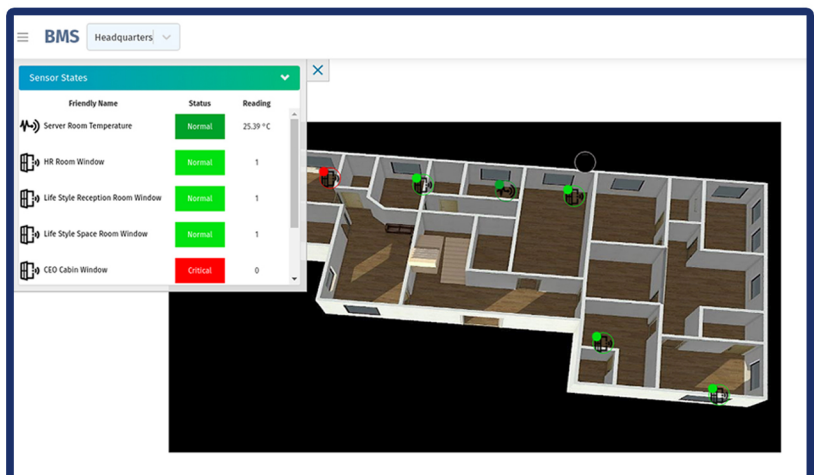 BMS Headquarters
Sensor States
Friendly Name Status Reading
Server Room Temperature Normal 25.39 °C
HR Room Window Normal 1
Life Style Reception Room Window Normal 1
Life Style Space Room Window Normal 1
CEO Cabin Window Critical 0